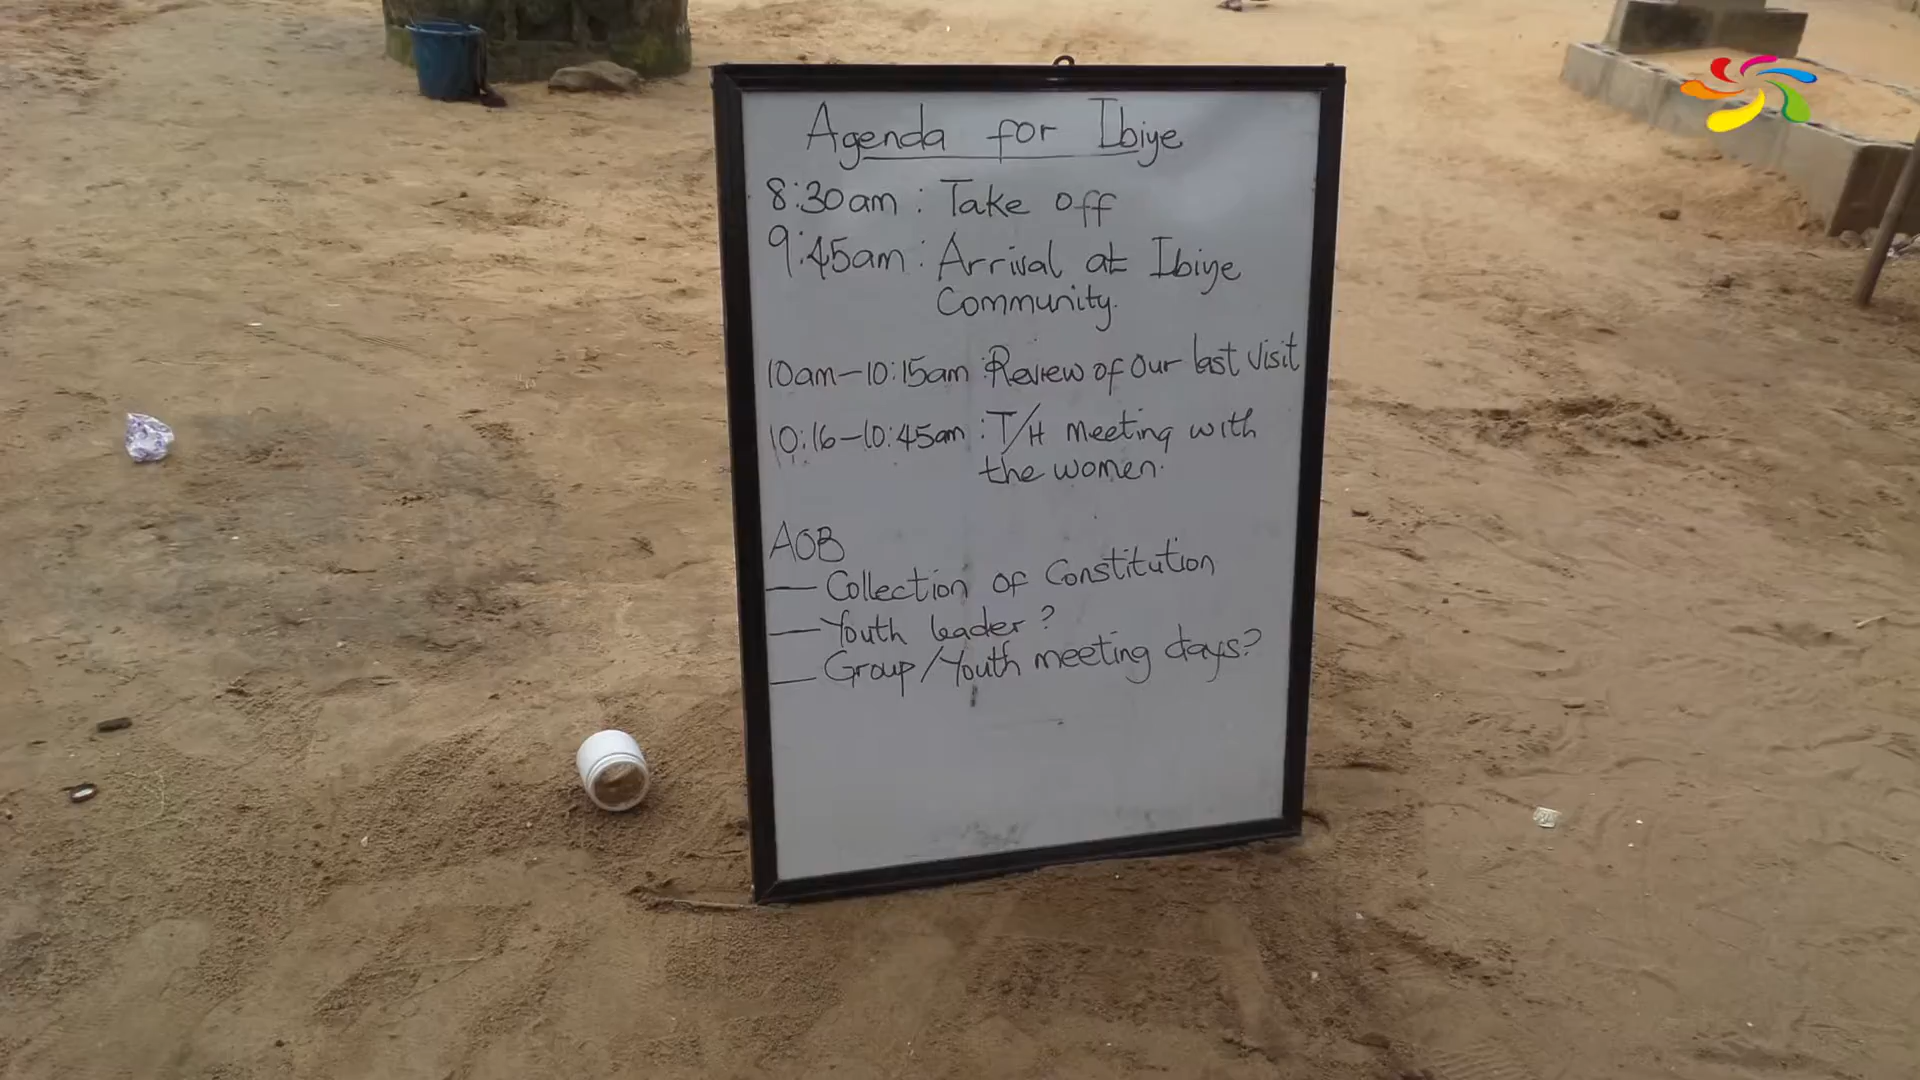 Agenda for Ibiye
8:30am : Take off
9:45am : Arrival at Ibiye
Community.
10am-10:15am : Review of Our last visit
10:16-10:45am : T/H meeting with
the women.
AOB
— Collection of Constitution
— Youth leader ?
— Group/Youth meeting days?